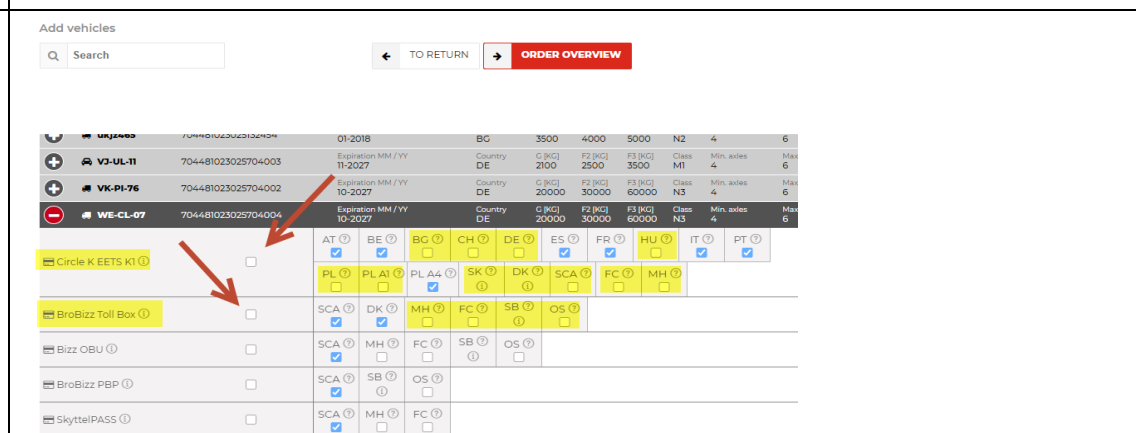 Add vehicles
Search
TO RETURN
ORDER OVERVIEW
ukjz465 704481023025132454 01-2018 BG 3500 4000 5000 N2 4 6
Expiration MM / YY Country G [KG] F2 [KG] F3 [KG] Class Min. axles Max
VJ-UL-11 704481023025704003 11-2027 DE 2100 2500 3500 M1 4 6
Expiration MM / YY Country G [KG] F2 [KG] F3 [KG] Class Min. axles Max
VK-PI-76 704481023025704002 10-2027 DE 20000 30000 60000 N3 4 6
Expiration MM / YY Country G [KG] F2 [KG] F3 [KG] Class Min. axles Max
WE-CL-07 704481023025704004 10-2027 DE 20000 30000 60000 N3 4 6
AT BE BG CH DE ES FR HU IT PT
Circle K EETS K1
PL PL A1 PL A4 SK DK SCA FC MH
BroBizz Toll Box SCA DK MH FC SB OS
Bizz OBU SCA MH FC SB OS
BroBizz PBP SCA SB OS
SkyttelPASS SCA MH FC